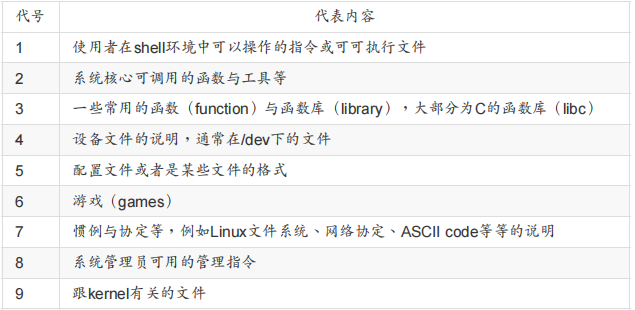 代号 代表内容
1 使用者在shell环境中可以操作的指令或可可执行文件
2 系统核心可调用的函数与工具等
3 一些常用的函数（function）与函数库（library），大部分为C的函数库（libc）
4 设备文件的说明，通常在/dev下的文件
5 配置文件或者是某些文件的格式
6 游戏（games）
7 惯例与协定等，例如Linux文件系统、网络协定、ASCII code等等的说明
8 系统管理员可用的管理指令
9 跟kernel有关的文件